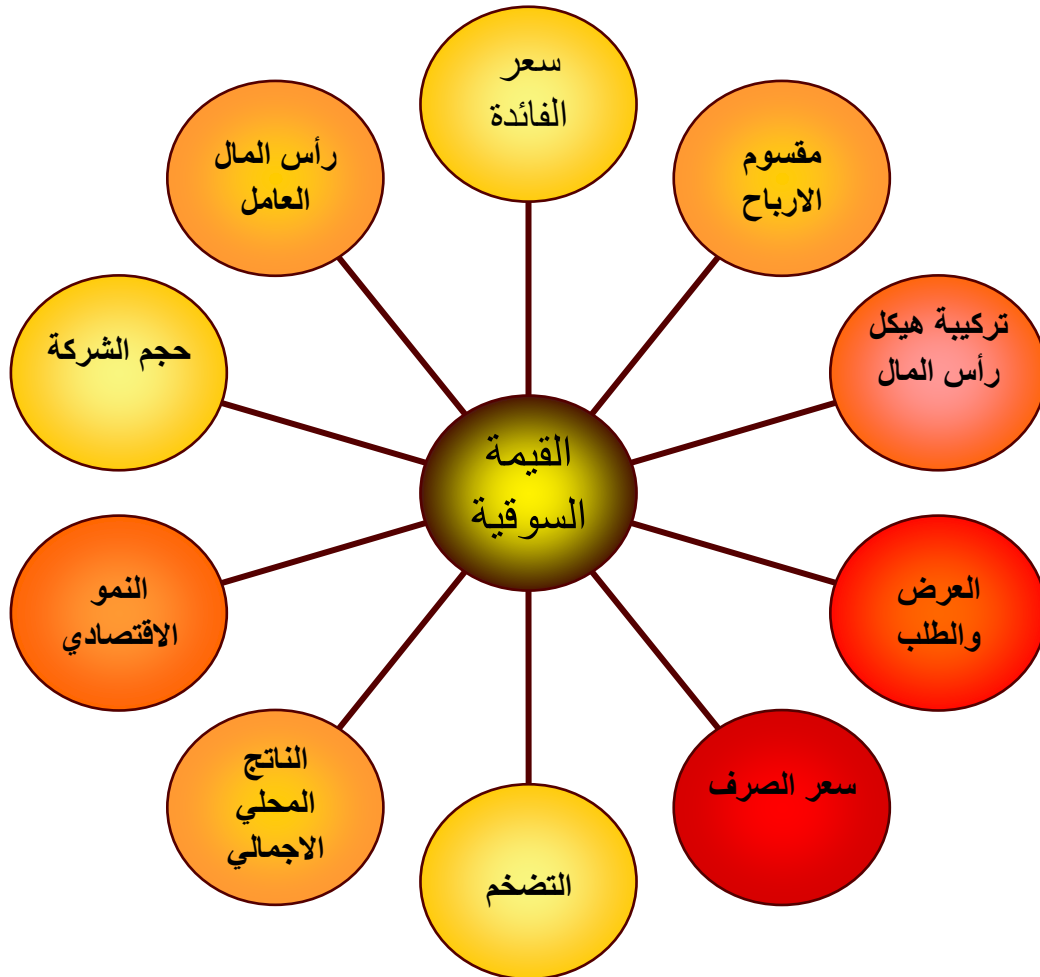 سعر
الفائدة
مقسوم
الارباح
تركيبة هيكل
رأس المال
العرض
والطلب
سعر الصرف
التضخم
الناتج
المحلي
الاجمالي
النمو
الاقتصادي
حجم الشركة
رأس المال
العامل
القيمة
السوقية